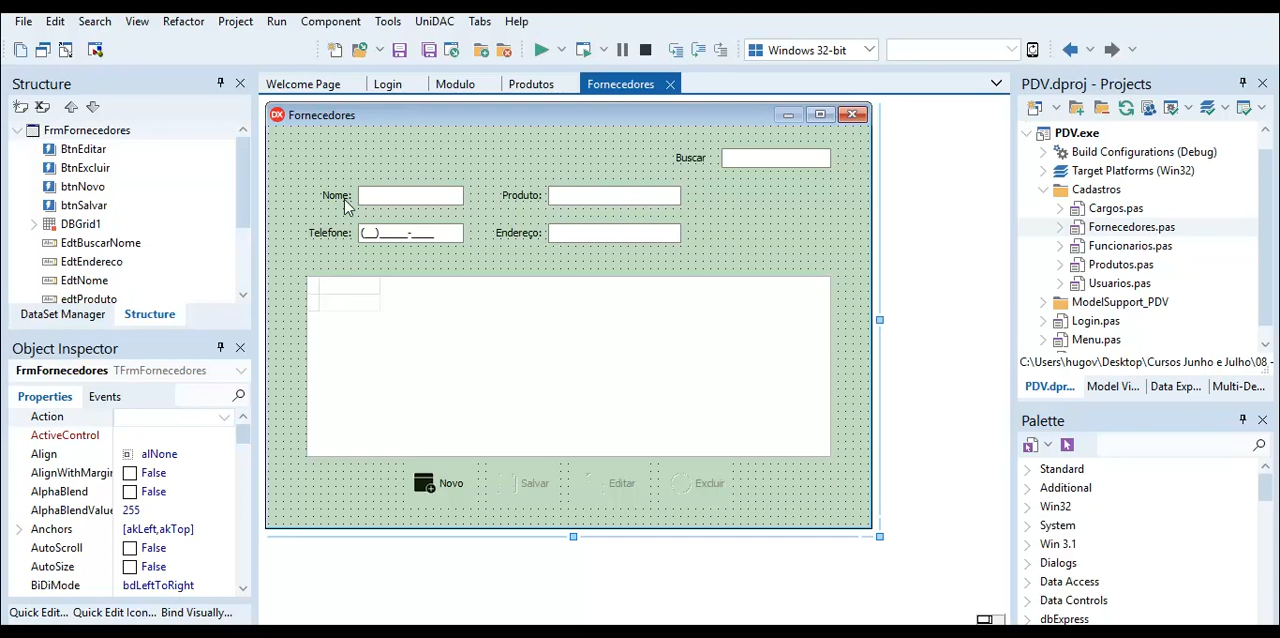 File Edit Search View Refactor Project Run Component Tools UniDAC Tabs Help
Windows 32-bit
Structure
Welcome Page Login Modulo Produtos Fornecedores
PDV.dproj - Projects
FrmFornecedores
BtnEditar
BtnExcluir
btnNovo
btnSalvar
DBGrid1
EdtBuscarNome
EdtEndereco
EdtNome
edtProduto
DataSet Manager Structure
Object Inspector
FrmFornecedores TFrmFornecedores
Properties Events
Action
ActiveControl
Align alNone
AlignWithMargin False
AlphaBlend False
AlphaBlendValue 255
Anchors [akLeft,akTop]
AutoScroll False
AutoSize False
BiDiMode bdLeftToRight
Quick Edit... Quick Edit Icon... Bind Visually...
DX Fornecedores
Buscar
Nome: Produto:
Telefone: (__)_____-____ Endereço:
Novo Salvar Editar Excluir
PDV.exe
Build Configurations (Debug)
Target Platforms (Win32)
Cadastros
Cargos.pas
Fornecedores.pas
Funcionarios.pas
Produtos.pas
Usuarios.pas
ModelSupport_PDV
Login.pas
Menu.pas
C:\Users\hugov\Desktop\Cursos Junho e Julho\08 -
PDV.dpr... Model Vi... Data Exp... Multi-De...
Palette
Standard
Additional
Win32
System
Win 3.1
Dialogs
Data Access
Data Controls
dbExpress